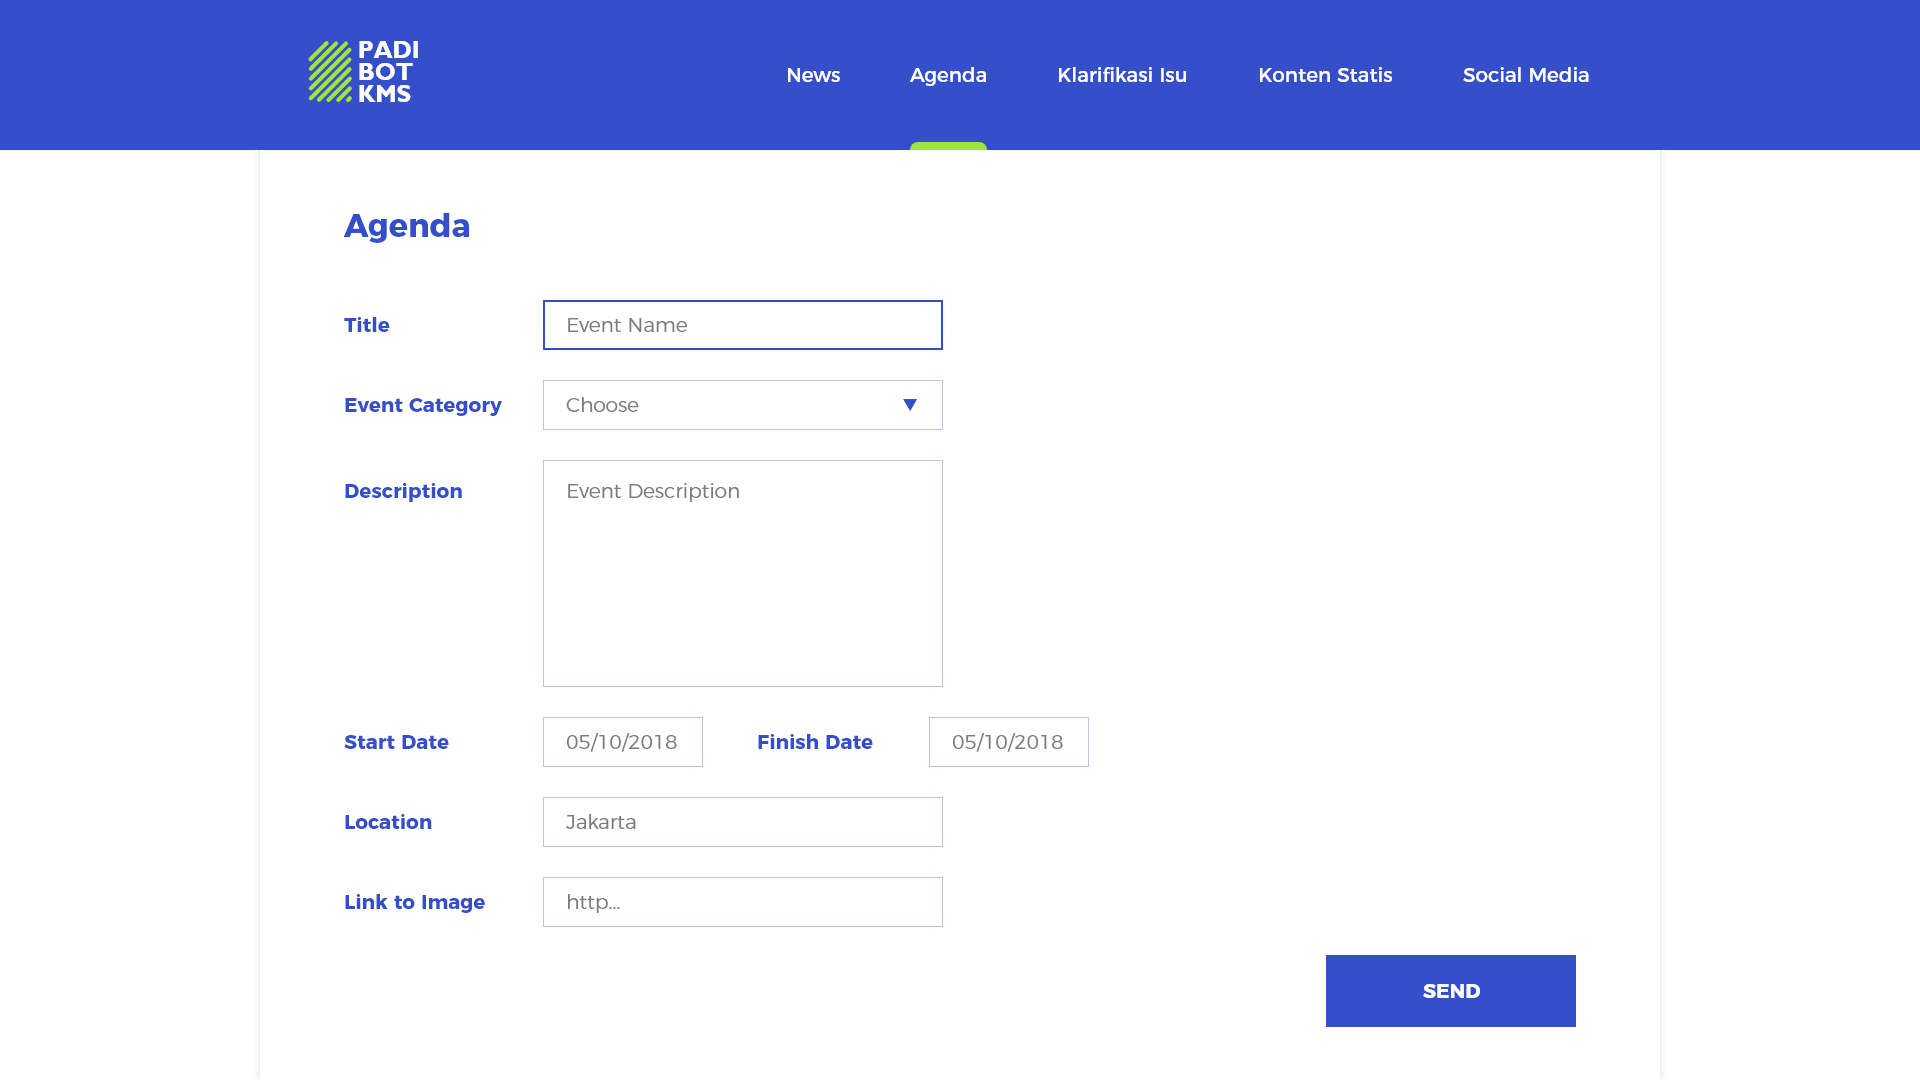 PADI
BOT
KMS
News
Agenda
Klarifikasi Isu
Konten Statis
Social Media
Agenda
Title
Event Name
Event Category
Choose
Description
Event Description
Start Date
05/10/2018
Finish Date
05/10/2018
Location
Jakarta
Link to Image
http...
SEND